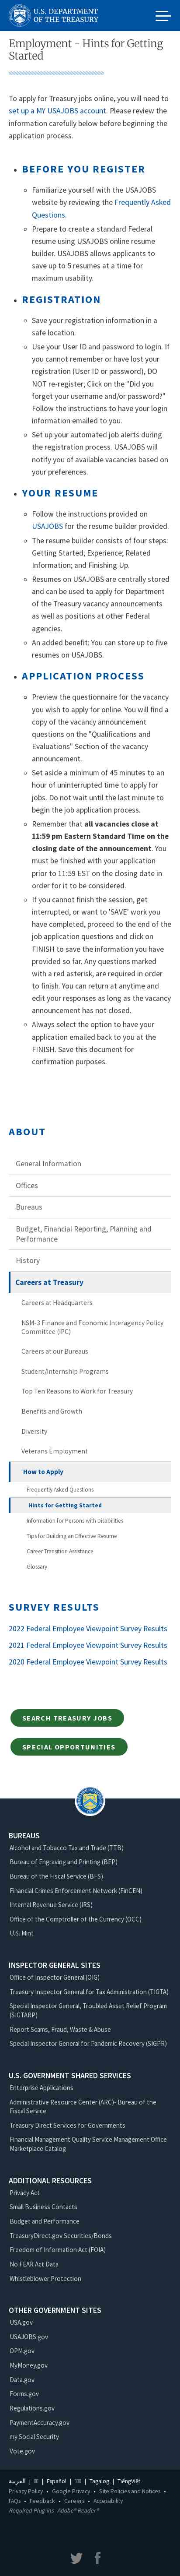 U.S. DEPARTMENT
OF THE TREASURY
Employment - Hints for Getting
Started
To apply for Treasury jobs online, you will need to
set up a MY USAJOBS account. Please review the
information carefully below before beginning the
application process.
BEFORE YOU REGISTER
Familiarize yourself with the USAJOBS
website by reviewing the Frequently Asked
Questions.
Prepare to create a standard Federal
resume using USAJOBS online resume
builder. USAJOBS allows applicants to
save up to 5 resumes at a time for
maximum usability.
REGISTRATION
Save your registration information in a
safe location.
Use your User ID and password to login. If
you cannot remember or have lost your
registration (User ID or password), DO
NOT re-register; Click on the "Did you
forget your username and/or password?"
Follow the instructions to have your login
information emailed to you.
Set up your automated job alerts during
the registration process. USAJOBS will
notify you of available vacancies based on
your preferences.
YOUR RESUME
Follow the instructions provided on
USAJOBS for the resume builder provided.
The resume builder consists of four steps:
Getting Started; Experience; Related
Information; and Finishing Up.
Resumes on USAJOBS are centrally stored
and can be used to apply for Department
of the Treasury vacancy announcements
as well as positions at other Federal
agencies.
An added benefit: You can store up to five
resumes on USAJOBS.
APPLICATION PROCESS
Preview the questionnaire for the vacancy
you wish to apply for online. You will find a
copy of the vacancy announcement
questions on the "Qualifications and
Evaluations" Section of the vacancy
announcement.
Set aside a minimum of 45 minutes to an
hour of uninterrupted time to apply for
jobs. Do not wait until the last minute to
begin the job application process.
Remember that all vacancies close at
11:59 pm Eastern Standard Time on the
closing date of the announcement. You
must have finished all your application
prior to 11:59 EST on the closing date in
order for it to be considered.
If you cannot finish the session, get
interrupted, or to 'SAVE' your work
onward, proceed to the end of the job
application questions and click on
FINISH to save the information you have
provided so far. Any questions marked
with a red asterisk, are required in order
to finish. You can return at anytime and
edit your responses as long as the vacancy
announcement has not closed.
Always select the option to have your
application emailed back to you at the
FINISH. Save this document for
confirmation purposes.
ABOUT
General Information
Offices
Bureaus
Budget, Financial Reporting, Planning and
Performance
History
Careers at Treasury
Careers at Headquarters
NSM-3 Finance and Economic Interagency Policy
Committee (IPC)
Careers at our Bureaus
Student/Internship Programs
Top Ten Reasons to Work for Treasury
Benefits and Growth
Diversity
Veterans Employment
How to Apply
Frequently Asked Questions
Hints for Getting Started
Information for Persons with Disabilities
Tips for Building an Effective Resume
Career Transition Assistance
Glossary
SURVEY RESULTS
2022 Federal Employee Viewpoint Survey Results
2021 Federal Employee Viewpoint Survey Results
2020 Federal Employee Viewpoint Survey Results
SEARCH TREASURY JOBS
SPECIAL OPPORTUNITIES
BUREAUS
Alcohol and Tobacco Tax and Trade (TTB)
Bureau of Engraving and Printing (BEP)
Bureau of the Fiscal Service (BFS)
Financial Crimes Enforcement Network (FinCEN)
Internal Revenue Service (IRS)
Office of the Comptroller of the Currency (OCC)
U.S. Mint
INSPECTOR GENERAL SITES
Office of Inspector General (OIG)
Treasury Inspector General for Tax Administration (TIGTA)
Special Inspector General, Troubled Asset Relief Program
(SIGTARP)
Report Scams, Fraud, Waste & Abuse
Special Inspector General for Pandemic Recovery (SIGPR)
U.S. GOVERNMENT SHARED SERVICES
Enterprise Applications
Administrative Resource Center (ARC)- Bureau of the
Fiscal Service
Treasury Direct Services for Governments
Financial Management Quality Service Management Office
Marketplace Catalog
ADDITIONAL RESOURCES
Privacy Act
Small Business Contacts
Budget and Performance
TreasuryDirect.gov Securities/Bonds
Freedom of Information Act (FOIA)
No FEAR Act Data
Whistleblower Protection
OTHER GOVERNMENT SITES
USA.gov
USAJOBS.gov
OPM.gov
MyMoney.gov
Data.gov
Forms.gov
Regulations.gov
PaymentAccuracy.gov
my Social Security
Vote.gov
العربية | | Español | | Tagalog | TiếngViệt
Privacy Policy • Google Privacy • Site Policies and Notices •
FAQs • Feedback • Careers • Accessibility
Required Plug-ins Adobe® Reader®